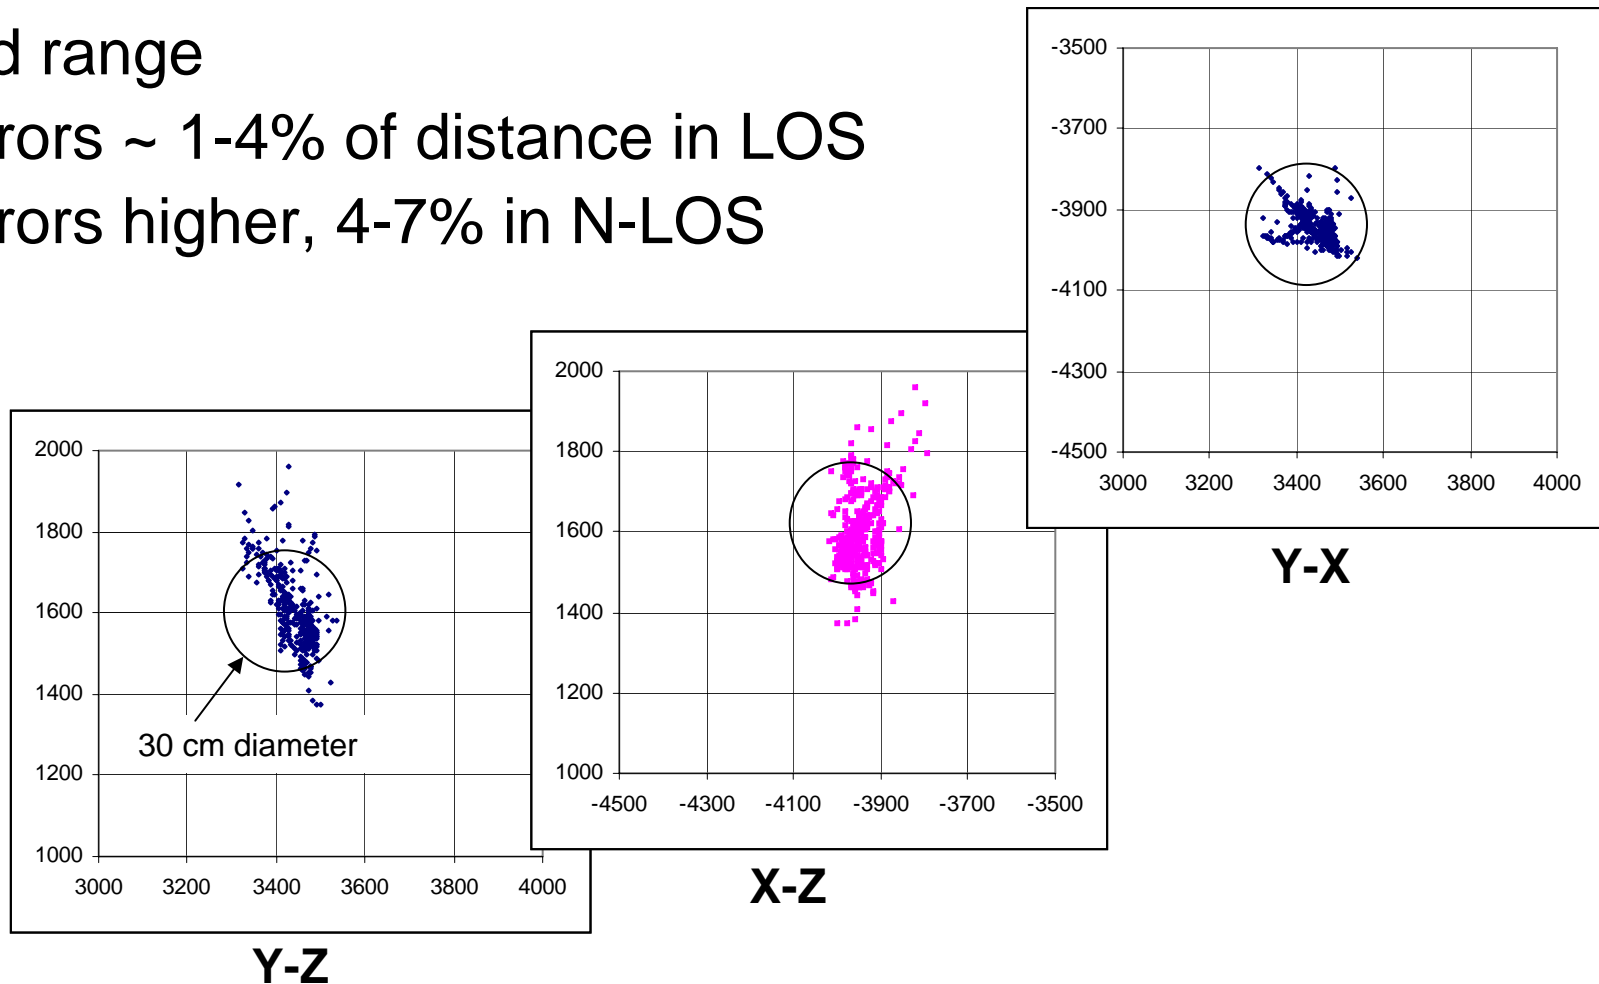 d range
rors ~ 1-4% of distance in LOS
rors higher, 4-7% in N-LOS
-3500
-3700
-3900
-4100
-4300
-4500
3000 3200 3400 3600 3800 4000
Y-X
2000
1800
1600
1400
1200
1000
-4500 -4300 -4100 -3900 -3700 -3500
X-Z
2000
1800
1600
1400
1200
1000
30 cm diameter
3000 3200 3400 3600 3800 4000
Y-Z